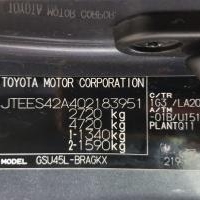 TOYOTA MOTOR CORPORATION
JTEES42A402183951
2720 kg
4720 kg
1-1340 kg
2-1590 kg
MODEL GSU45L-BRAGKX
C/TR
1G3 /LA20
A/TM
-01B/U151
PLANT